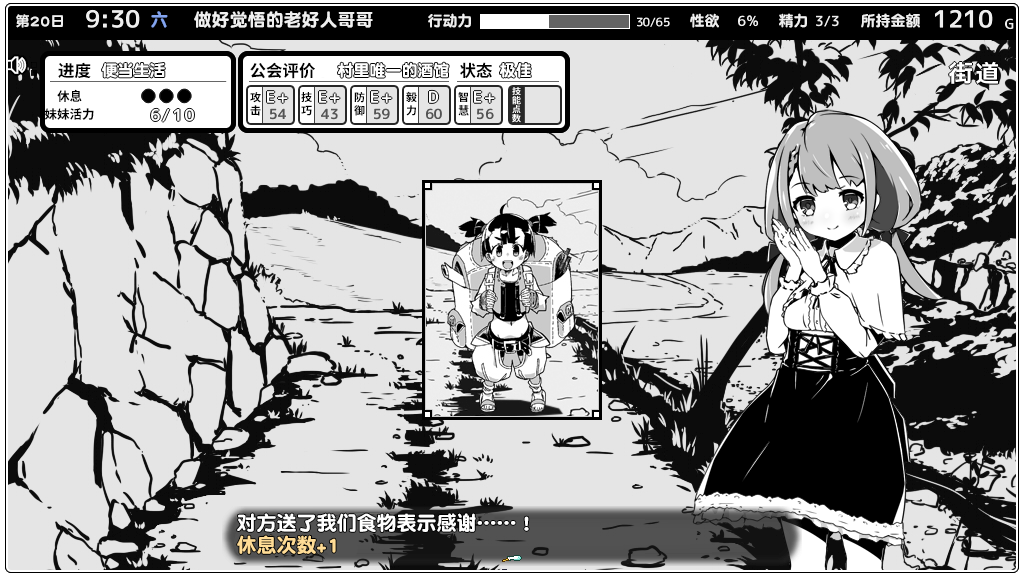 第20日 9:30 六 做好觉悟的老好人哥哥 行动力 30/65 性欲 6% 精力 3/3 所持金额 1210 G
街道
进度 便当生活
休息
妹妹活力 6/10
公会评价 村里唯一的酒馆 状态 极佳
攻击 E+ 54 技巧 E+ 43 防御 E+ 59 毅力 D 60 智慧 E+ 56 技能点数
对方送了我们食物表示感谢……！
休息次数+1